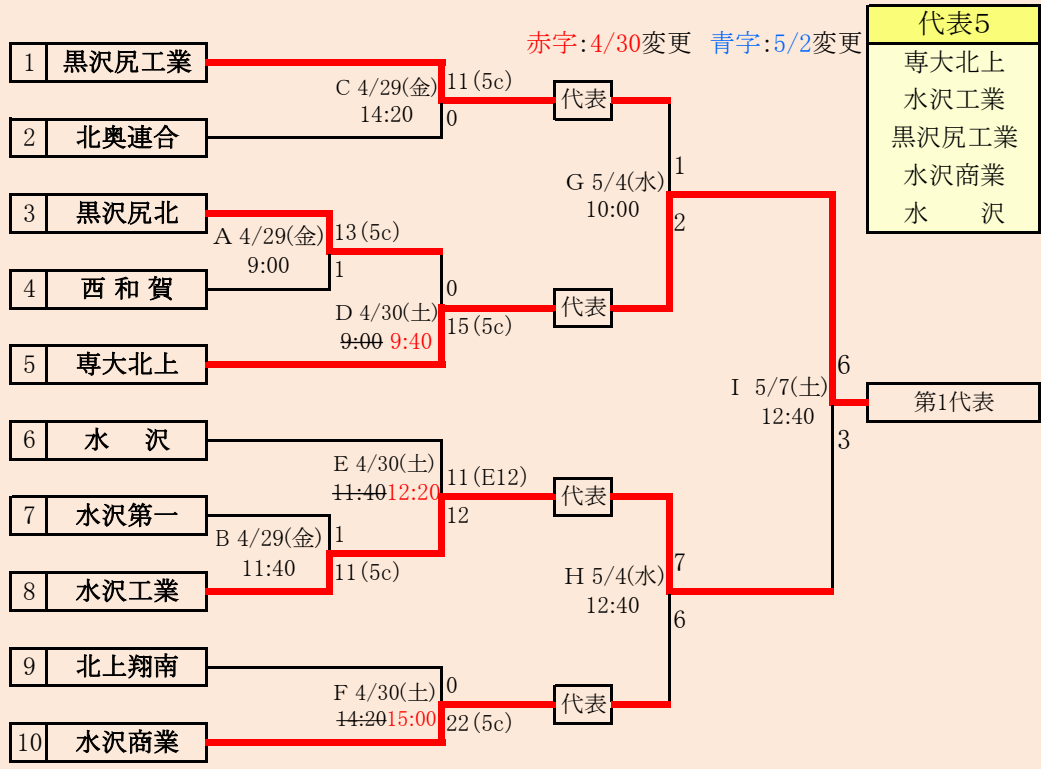 代表5
専大北上
水沢工業
黒沢尻工業
水沢商業
水　　沢
赤字:4/30変更 青字:5/2変更
1 黒沢尻工業
C 4/29(金)
14:20
11(5c)
0
代表
2 北奥連合
3 黒沢尻北
A 4/29(金)
9:00
13(5c)
1
4 西 和 賀
D 4/30(土)
9:00 9:40
0
15(5c)
代表
5 専大北上
G 5/4(水)
10:00
1
2
6 水　沢
E 4/30(土)
11:40 12:20
11(E12)
12
代表
7 水沢第一
B 4/29(金)
11:40
1
11(5c)
8 水沢工業
H 5/4(水)
12:40
7
6
9 北上翔南
F 4/30(土)
14:20 15:00
0
22(5c)
代表
10 水沢商業
I 5/7(土)
12:40
6
3
第1代表